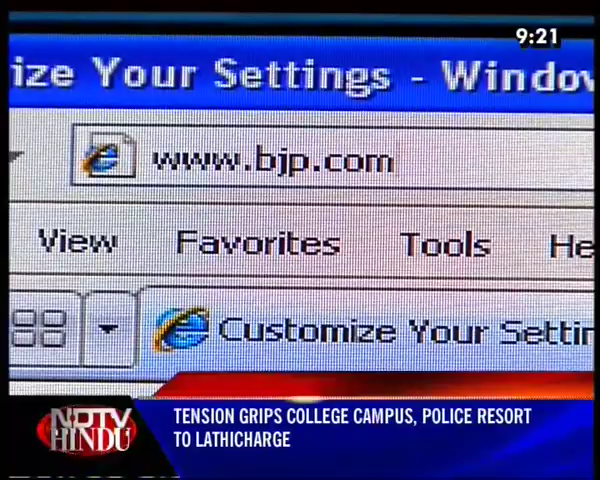 9:21
ize Your Settings - Window
www.bjp.com
View Favorites Tools He
Customize Your Settin
NDTV
HINDU
TENSION GRIPS COLLEGE CAMPUS, POLICE RESORT
TO LATHICHARGE